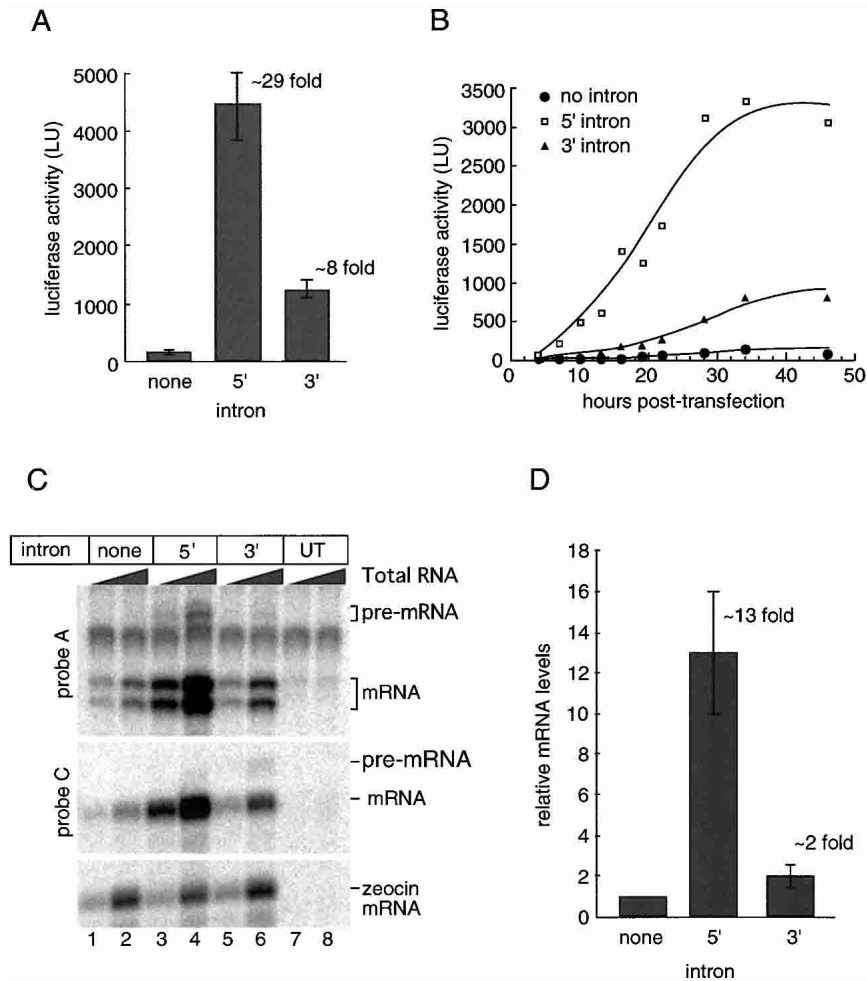 A
luciferase activity (LU)
5000
4000
3000
2000
1000
0
~29 fold
~8 fold
none
5'
3'
intron
B
luciferase activity (LU)
3500
3000
2500
2000
1500
1000
500
0
no intron
5' intron
3' intron
0
10
20
30
40
50
hours post-transfection
C
intron
none
5'
3'
UT
Total RNA
probe A
pre-mRNA
mRNA
probe C
pre-mRNA
mRNA
zeocin
mRNA
1 2 3 4 5 6 7 8
D
relative mRNA levels
18
16
14
12
10
8
6
4
2
0
~13 fold
~2 fold
none
5'
3'
intron